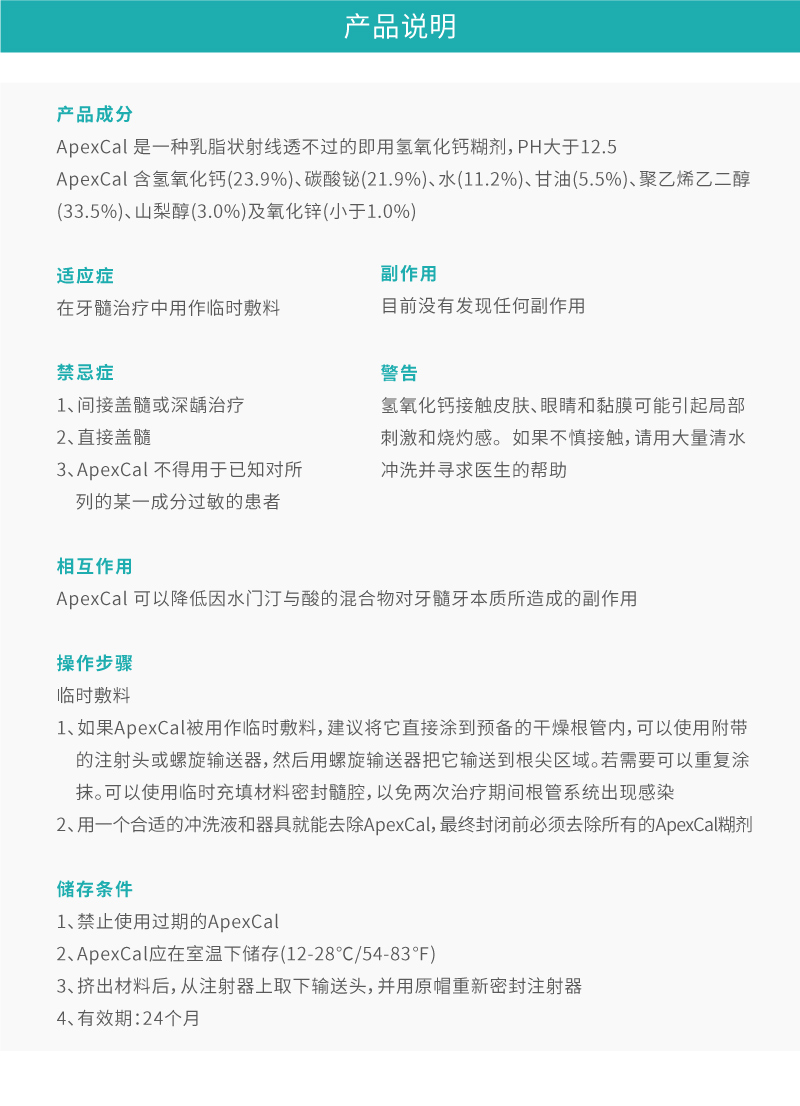 产品说明
产品成分
ApexCal 是一种乳脂状射线透不过的即用氢氧化钙糊剂，PH大于12.5
ApexCal 含氢氧化钙(23.9%)、碳酸铋(21.9%)、水(11.2%)、甘油(5.5%)、聚乙烯乙二醇
(33.5%)、山梨醇(3.0%)及氧化锌(小于1.0%)
适应症
在牙髓治疗中用作临时敷料
副作用
目前没有发现任何副作用
禁忌症
1、间接盖髓或深龋治疗
2、直接盖髓
3、ApexCal 不得用于已知对所
列的某一成分过敏的患者
警告
氢氧化钙接触皮肤、眼睛和黏膜可能引起局部
刺激和烧灼感。如果不慎接触，请用大量清水
冲洗并寻求医生的帮助
相互作用
ApexCal 可以降低因水门汀与酸的混合物对牙髓牙本质所造成的副作用
操作步骤
临时敷料
1、如果ApexCal被用作临时敷料，建议将它直接涂到预备的干燥根管内，可以使用附带
的注射头或螺旋输送器，然后用螺旋输送器把它输送到根尖区域。若需要可以重复涂
抹。可以使用临时充填材料密封髓腔，以免两次治疗期间根管系统出现感染
2、用一个合适的冲洗液和器具就能去除ApexCal，最终封闭前必须去除所有的ApexCal糊剂
储存条件
1、禁止使用过期的ApexCal
2、ApexCal应在室温下储存(12-28℃/54-83℉)
3、挤出材料后，从注射器上取下输送头，并用原帽重新密封注射器
4、有效期：24个月